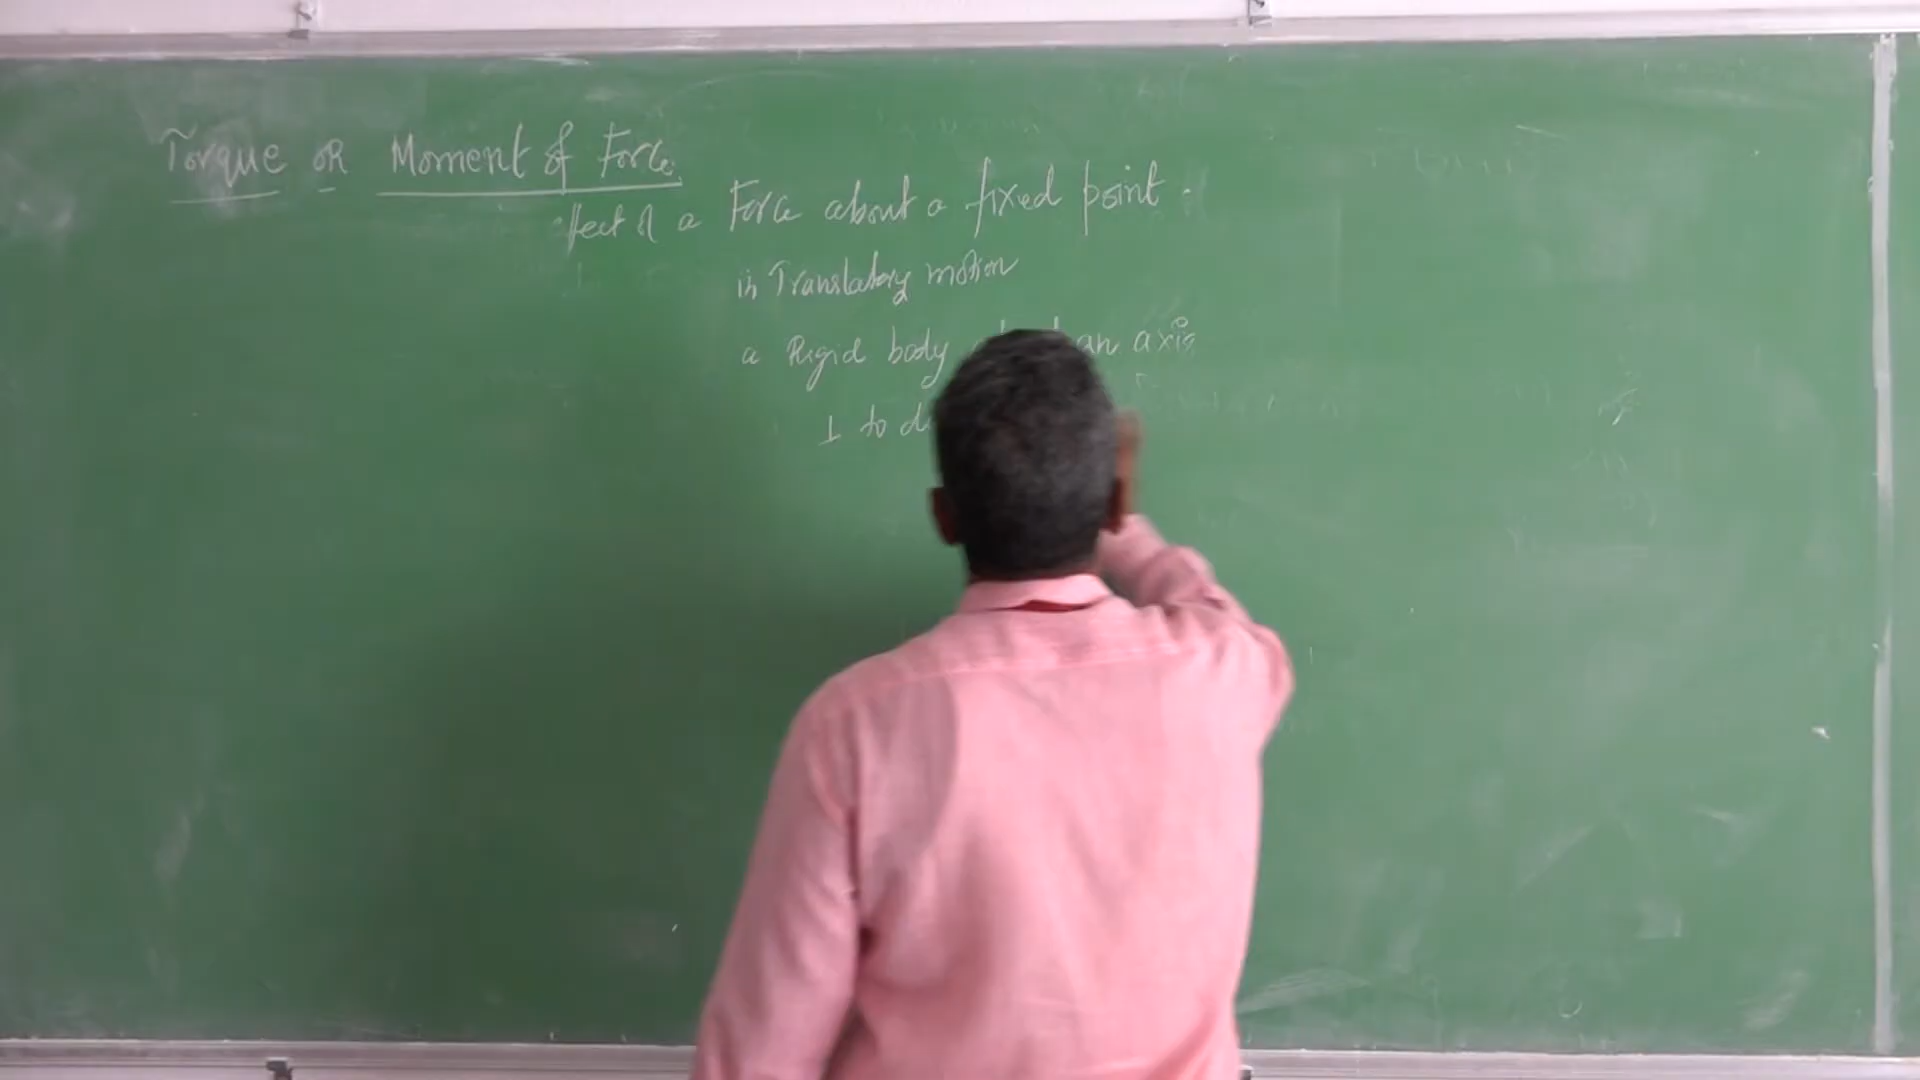 Torque OR Moment of Force
ffect of a Force about a fixed point.
in Translatory motion
a Rigid body an axis
⊥ to